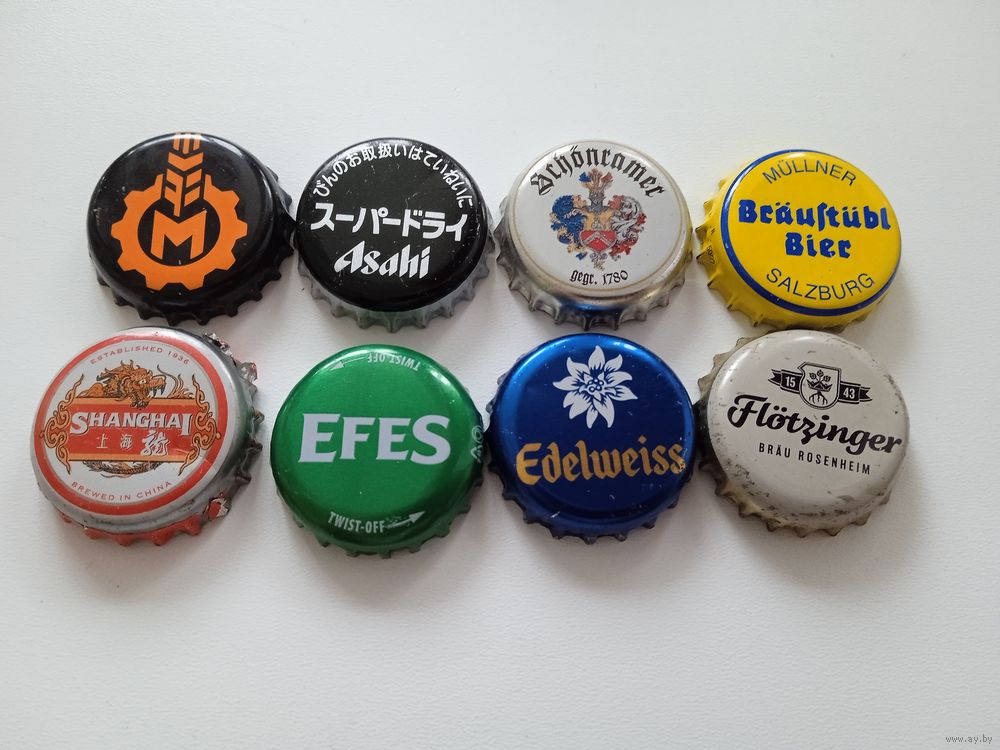 M
びんのお取扱いはていねいに
スーパードライ
Asahi
Schönramer
gegr. 1780
MÜLLNER
Bräustübl
Bier
SALZBURG
ESTABLISHED 1936
SHANGHAI
上海
BREWED IN CHINA
TWIST-OFF
EFES
TWIST-OFF
Edelweiss
15 43
Flötzinger
BRÄU ROSENHEIM
www.ay.by